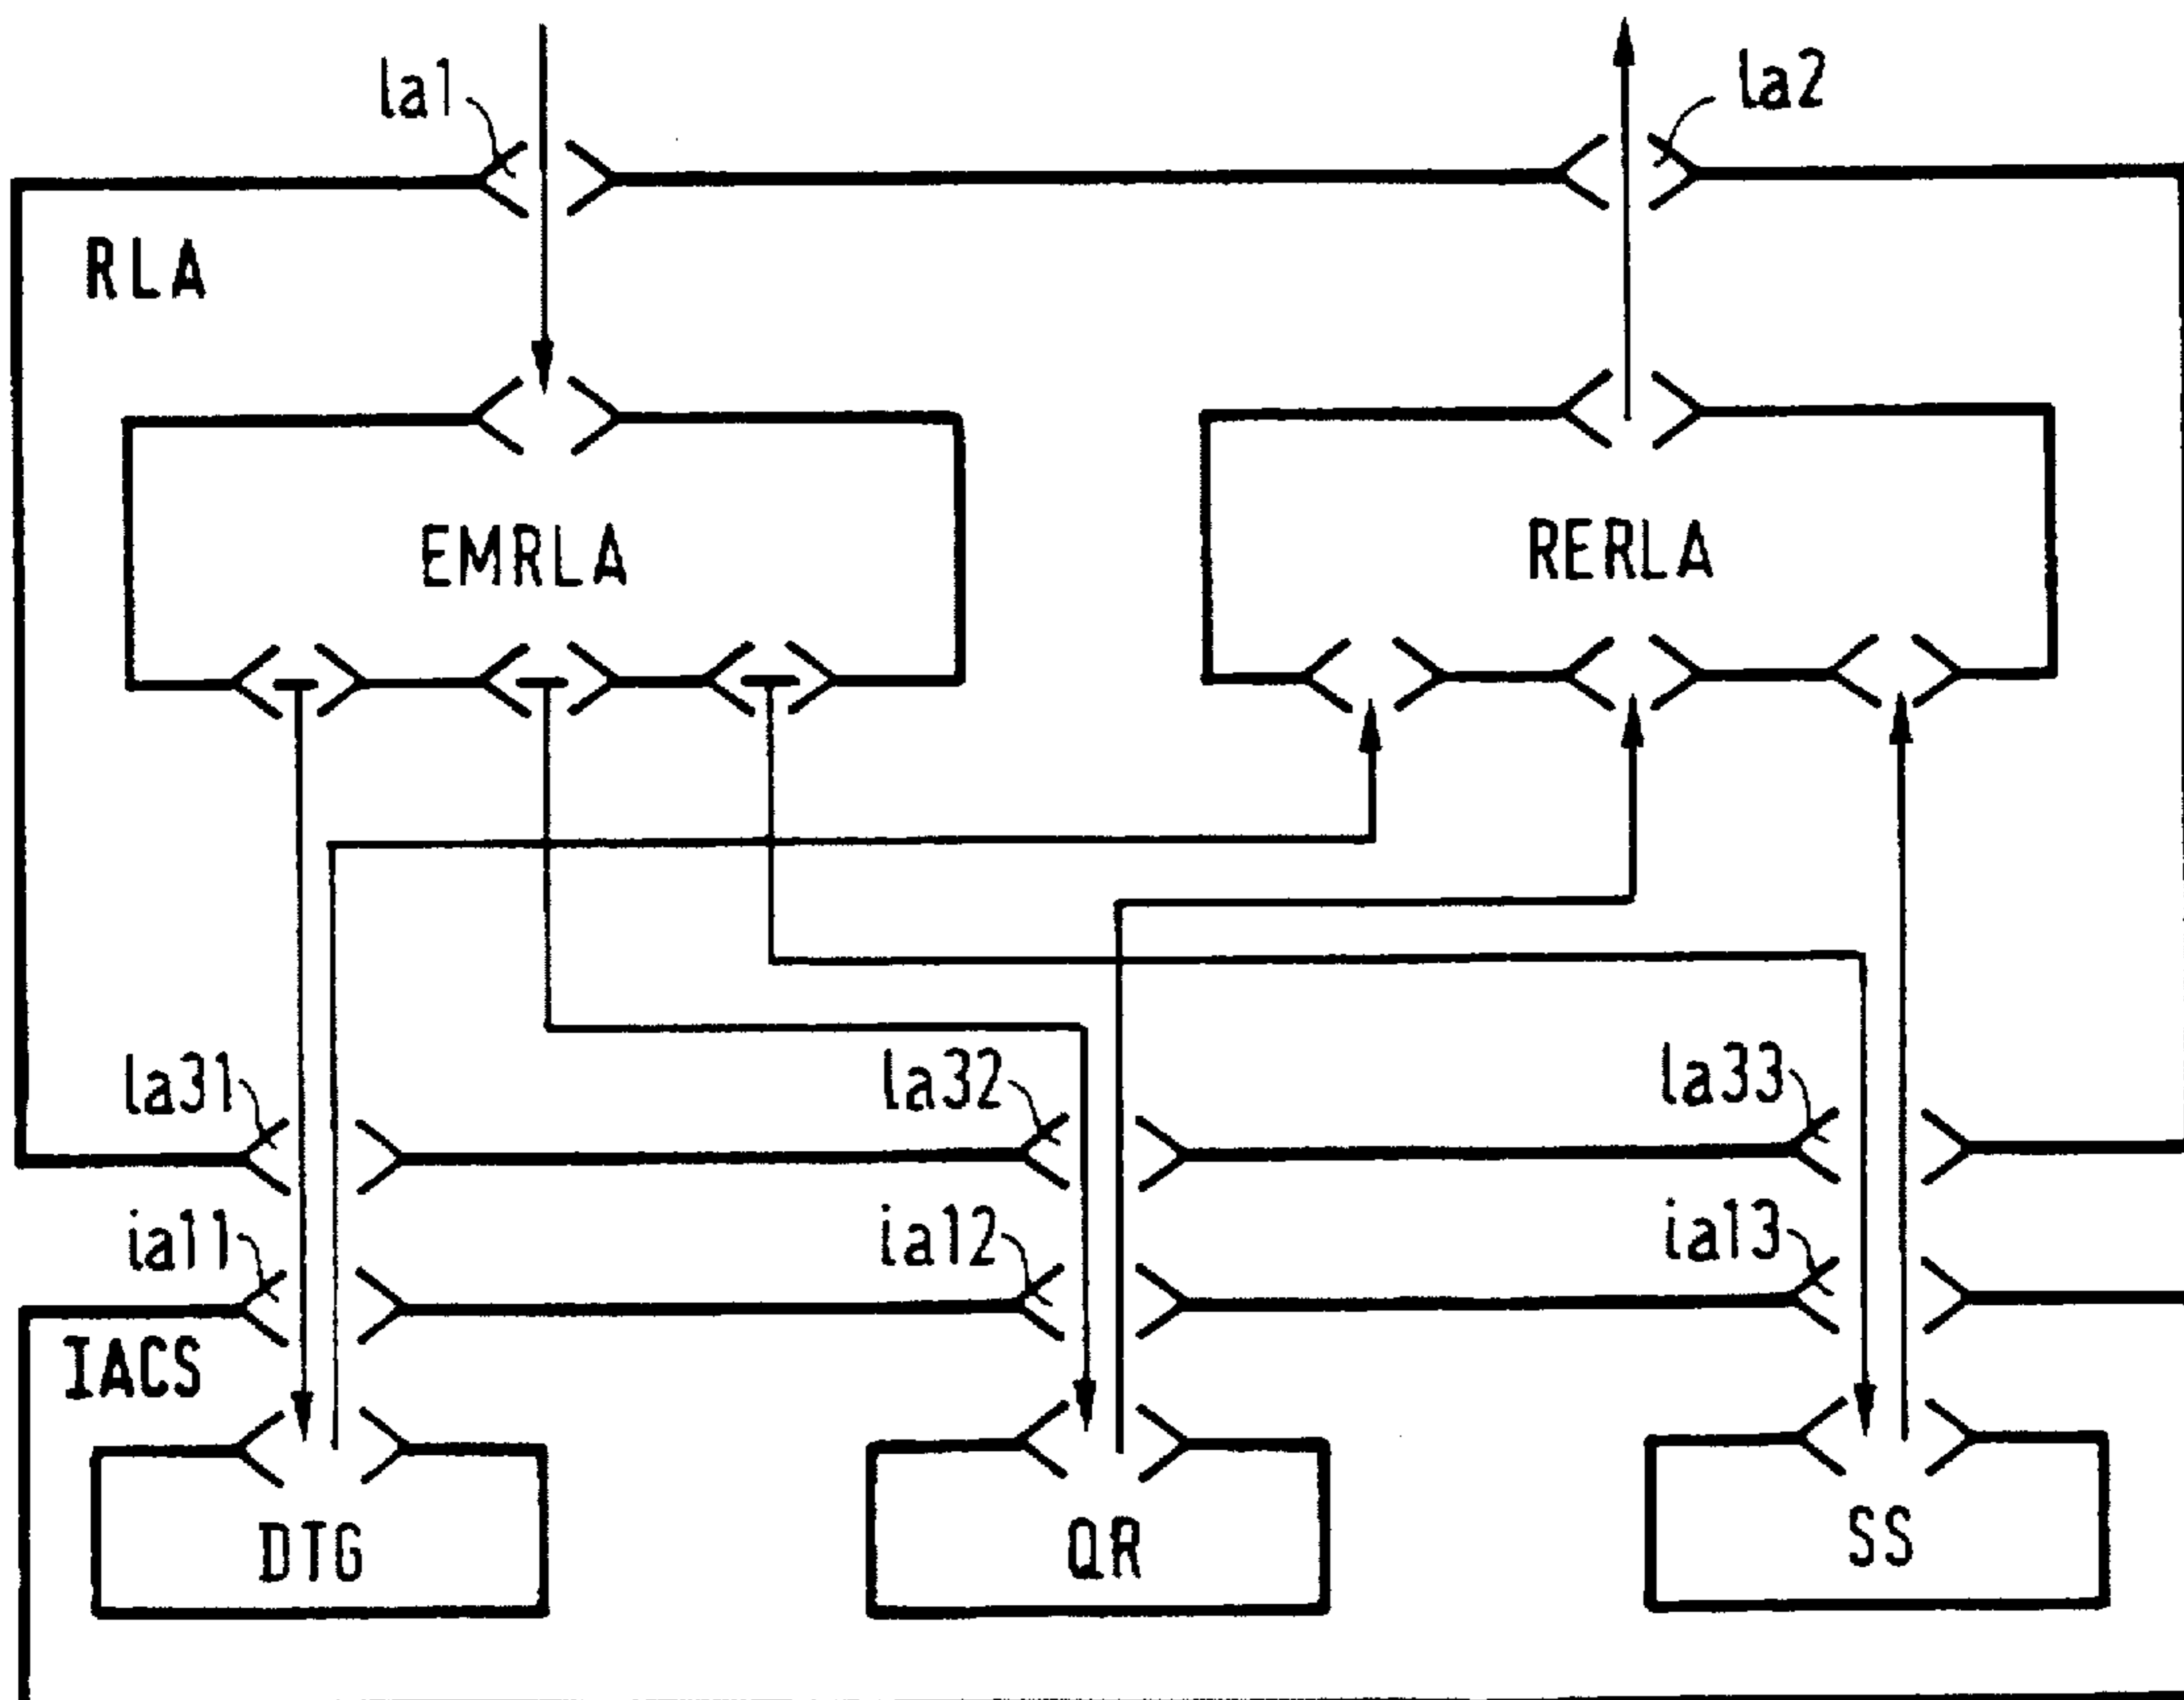 la1
la2
RLA
EMRLA
RERLA
la31
la32
la33
ia11
ia12
ia13
IACS
DTG
QR
SS